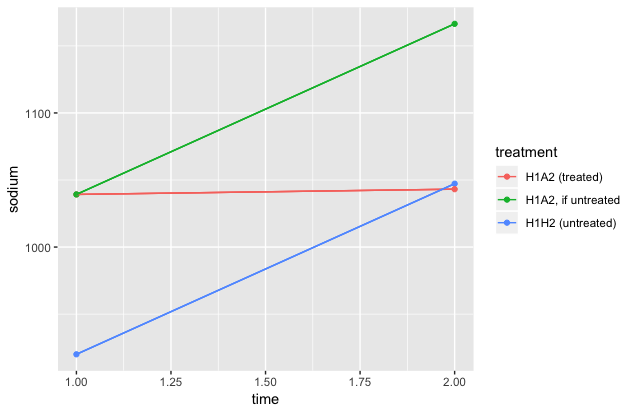 1100
1000
sodium
1.00 1.25 1.50 1.75 2.00
time
treatment
H1A2 (treated)
H1A2, if untreated
H1H2 (untreated)